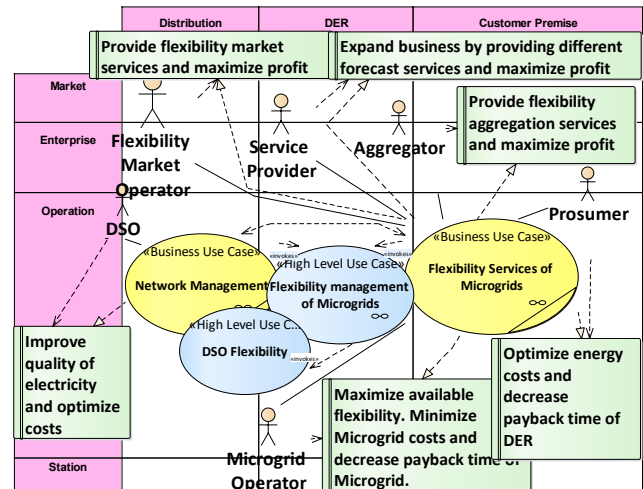 Distribution
DER
Customer Premise
Provide flexibility market
services and maximize profit
Expand business by providing different
forecast services and maximize profit
Market
Provide flexibility
aggregation services
and maximize profit
Enterprise
Flexibility
Market
Operator
Service
Provider
Aggregator
Operation
DSO
Prosumer
«Business Use Case»
Network Management
«invokes»
«High Level Use Case»
Flexibility management
of Microgrids
«invokes»
«Business Use Case»
Flexibility Services of
Microgrids
«High Level Use C...
DSO Flexibility
«invokes»
Improve
quality of
electricity
and optimize
costs
Optimize energy
costs and
decrease
payback time of
DER
Maximize available
flexibility. Minimize
Microgrid costs and
decrease payback time of
Microgrid.
Microgrid
Operator
Station